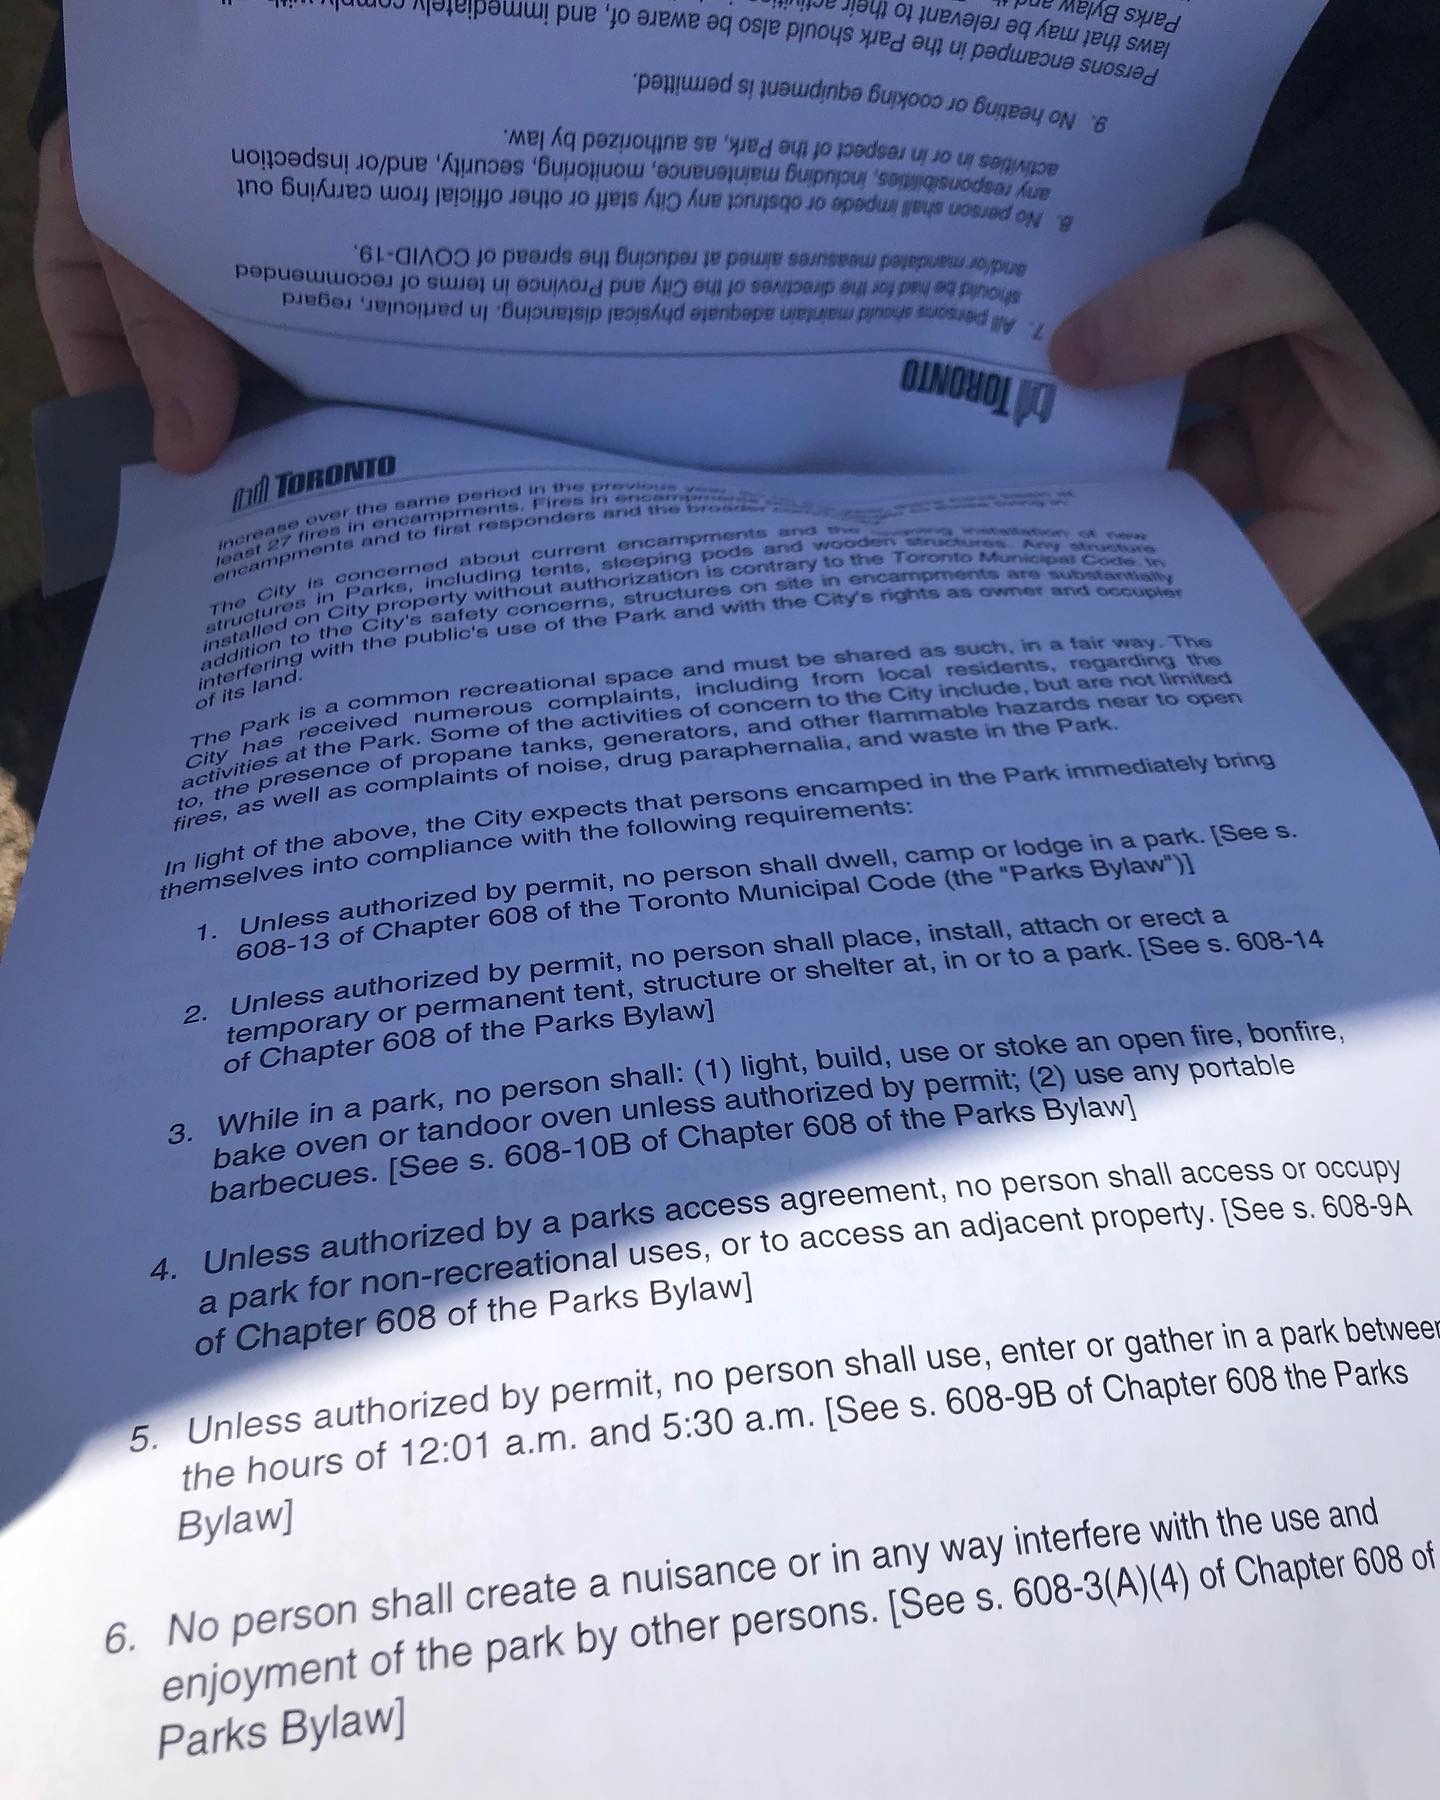 TORONTO
increase over the same period in the previous
least 27 fires in encampments. Fires in encampments
encampments and to first responders and the broader
The City is concerned about current encampments and the installation of new
structures in Parks, including tents, sleeping pods and wooden structures. Any structure
installed on City property without authorization is contrary to the Toronto Municipal Code. In
addition to the City's safety concerns, structures on site in encampments are substantially
interfering with the public's use of the Park and with the City's rights as owner and occupier
of its land.
The Park is a common recreational space and must be shared as such, in a fair way. The
City has received numerous complaints, including from local residents, regarding the
activities at the Park. Some of the activities of concern to the City include, but are not limited
to, the presence of propane tanks, generators, and other flammable hazards near to open
fires, as well as complaints of noise, drug paraphernalia, and waste in the Park.
In light of the above, the City expects that persons encamped in the Park immediately bring
themselves into compliance with the following requirements:
1. Unless authorized by permit, no person shall dwell, camp or lodge in a park. [See s.
608-13 of Chapter 608 of the Toronto Municipal Code (the "Parks Bylaw")]
2. Unless authorized by permit, no person shall place, install, attach or erect a
temporary or permanent tent, structure or shelter at, in or to a park. [See s. 608-14
of Chapter 608 of the Parks Bylaw]
3. While in a park, no person shall: (1) light, build, use or stoke an open fire, bonfire,
bake oven or tandoor oven unless authorized by permit; (2) use any portable
barbecues. [See s. 608-10B of Chapter 608 of the Parks Bylaw]
4. Unless authorized by a parks access agreement, no person shall access or occupy
a park for non-recreational uses, or to access an adjacent property. [See s. 608-9A
of Chapter 608 of the Parks Bylaw]
5. Unless authorized by permit, no person shall use, enter or gather in a park between
the hours of 12:01 a.m. and 5:30 a.m. [See s. 608-9B of Chapter 608 the Parks
Bylaw]
6. No person shall create a nuisance or in any way interfere with the use and
enjoyment of the park by other persons. [See s. 608-3(A)(4) of Chapter 608 of
Parks Bylaw]
TORONTO
7. All persons should maintain adequate physical distancing. In particular, regard
should be had for the directives of the City and Province in terms of recommended
and/or mandated measures aimed at reducing the spread of COVID-19.
8. No person shall impede or obstruct any City staff or other official from carrying out
any responsibilities, including maintenance, monitoring, security, and/or inspection
activities in or in respect of the Park, as authorized by law.
9. No heating or cooking equipment is permitted.
Persons encamped in the Park should also be aware of, and immediately comply with
laws that may be relevant to their
Parks Bylaw and